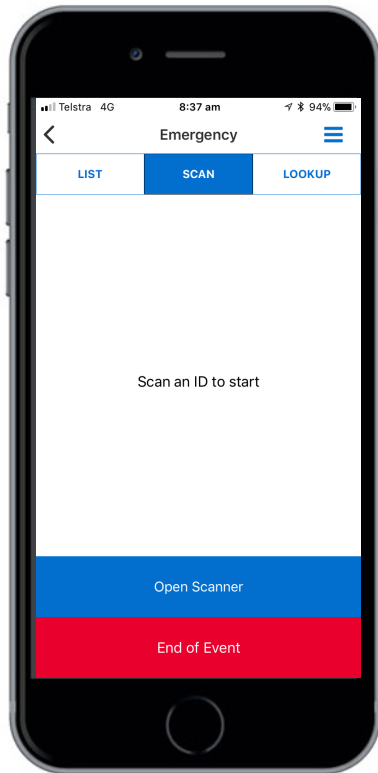 Telstra 4G 8:37 am 94%
Emergency
LIST SCAN LOOKUP
Scan an ID to start
Open Scanner
End of Event